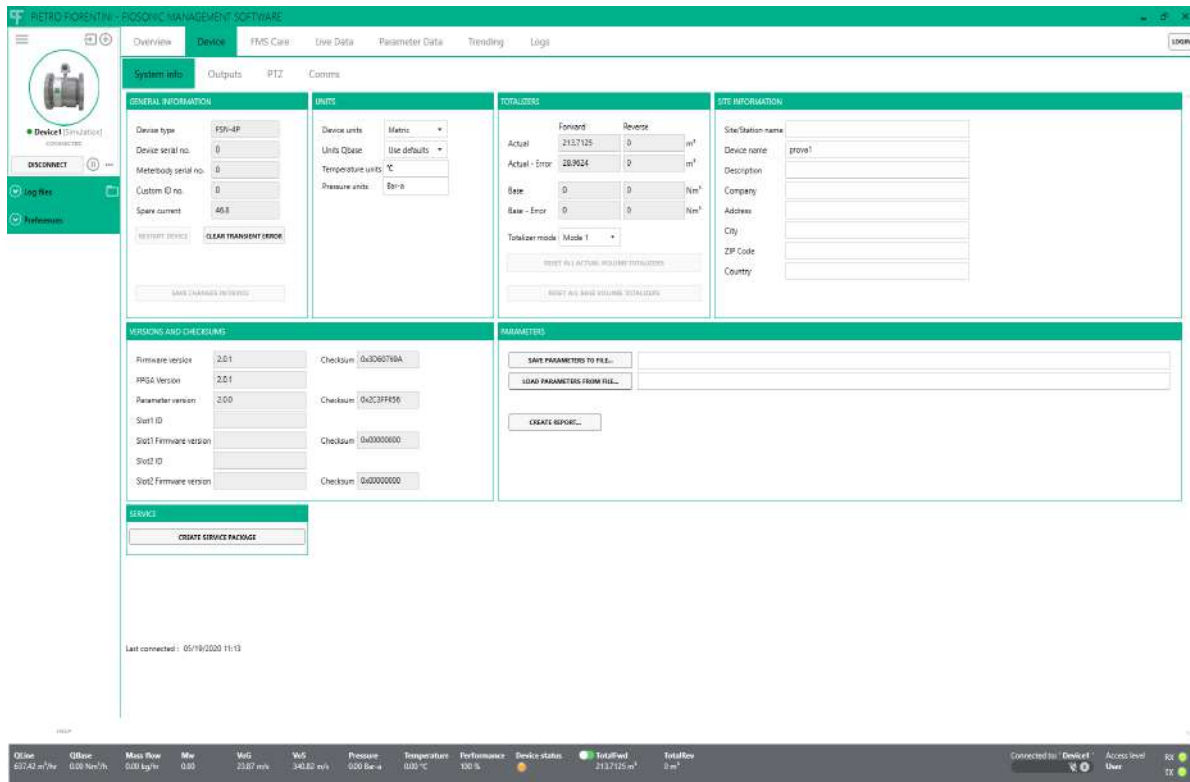 PIETRO FIORENTINI - FIOSONIC MANAGEMENT SOFTWARE
Overview Device FMS Care Live Data Parameter Data Trending Logs
LOGIN
System info Outputs PTZ Comms
Device1 [Simulation]
CONNECTED
DISCONNECT
Log files
Preferences
GENERAL INFORMATION
Device type FSN-4P
Device serial no. 0
Meterbody serial no. 0
Custom ID no. 0
Spare current 46.8
RESTART DEVICE CLEAR TRANSIENT ERROR
SAVE CHANGES IN DEVICE
UNITS
Device units Metric
Units Qbase Use defaults
Temperature units °C
Pressure units Bar-a
TOTALIZERS
Forward Reverse
Actual 213.7125 0 m³
Actual - Error 28.9624 0 m³
Base 0 0 Nm³
Base - Error 0 0 Nm³
Totalizer mode Mode 1
RESET ALL ACTUAL VOLUME TOTALIZERS
RESET ALL BASE VOLUME TOTALIZERS
SITE INFORMATION
Site/Station name
Device name prova1
Description
Company
Address
City
ZIP Code
Country
VERSIONS AND CHECKSUMS
Firmware version 2.0.1 Checksum 0x3D60769A
FPGA Version 2.0.1
Parameter version 2.0.0 Checksum
Slot1 ID
Slot1 Firmware version Checksum 0x00000000
Slot2 ID
Slot2 Firmware version Checksum 0x00000000
PARAMETERS
SAVE PARAMETERS TO FILE...
LOAD PARAMETERS FROM FILE...
CREATE REPORT...
SERVICE
CREATE SERVICE PACKAGE
Last connected : 05/19/2020 11:13
HELP
QLine QBase Mass flow Mw VoG VoS Pressure Temperature Performance Device status TotalFwd TotalRev Connected to: Device1 Access level RX
637.42 m³/hr 0.00 Nm³/h 0.00 kg/hr 0.00 23.87 m/s 340.82 m/s 0.00 Bar-a 0.00 °C 100 % 213.7125 m³ 0 m³ User TX